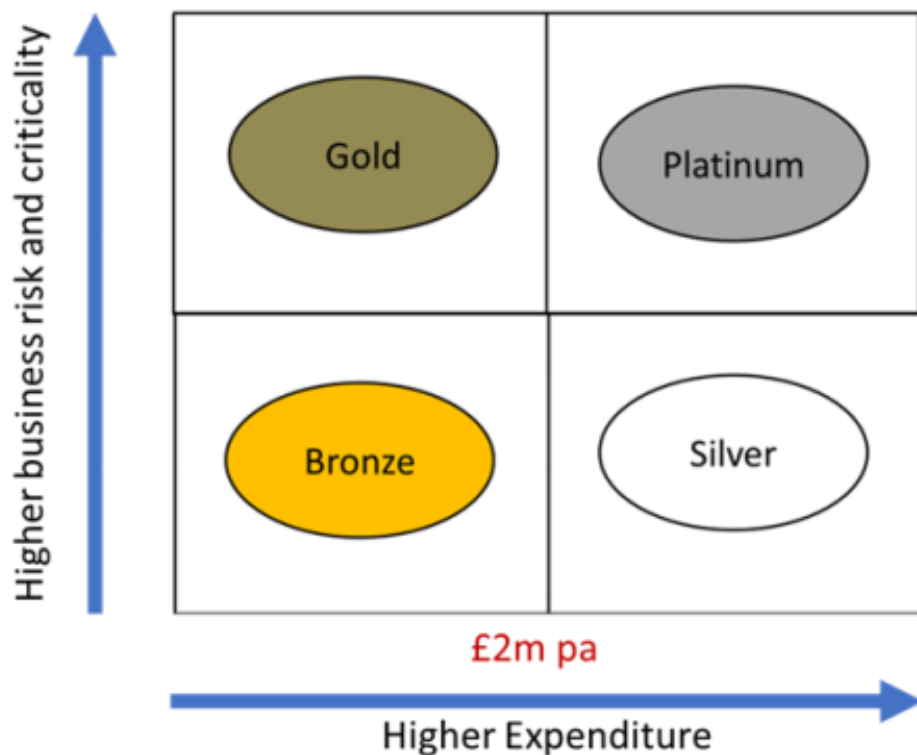 Higher business risk and criticality
Gold
Platinum
Bronze
Silver
£2m pa
Higher Expenditure